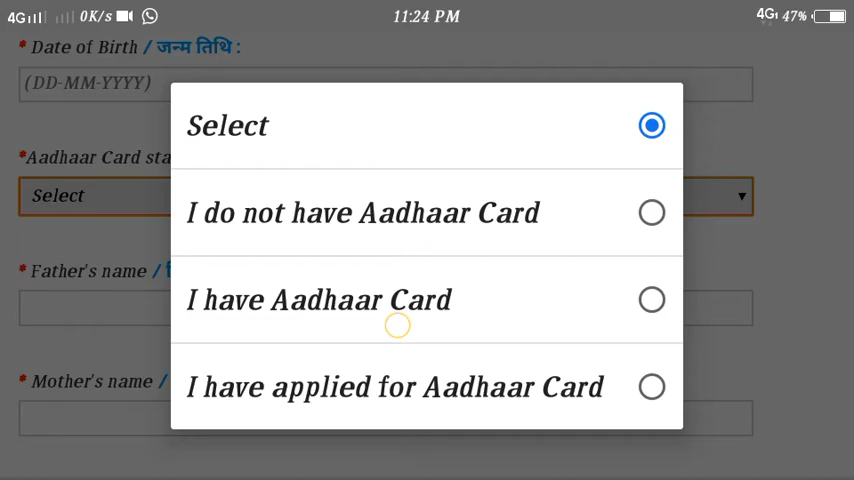 4G 0K/s 11:24 PM 4G 47%
* Date of Birth / जन्म तिथि :
(DD-MM-YYYY)
Select
*Aadhaar Card sta
Select
I do not have Aadhaar Card
* Father's name /
I have Aadhaar Card
* Mother's name /
I have applied for Aadhaar Card